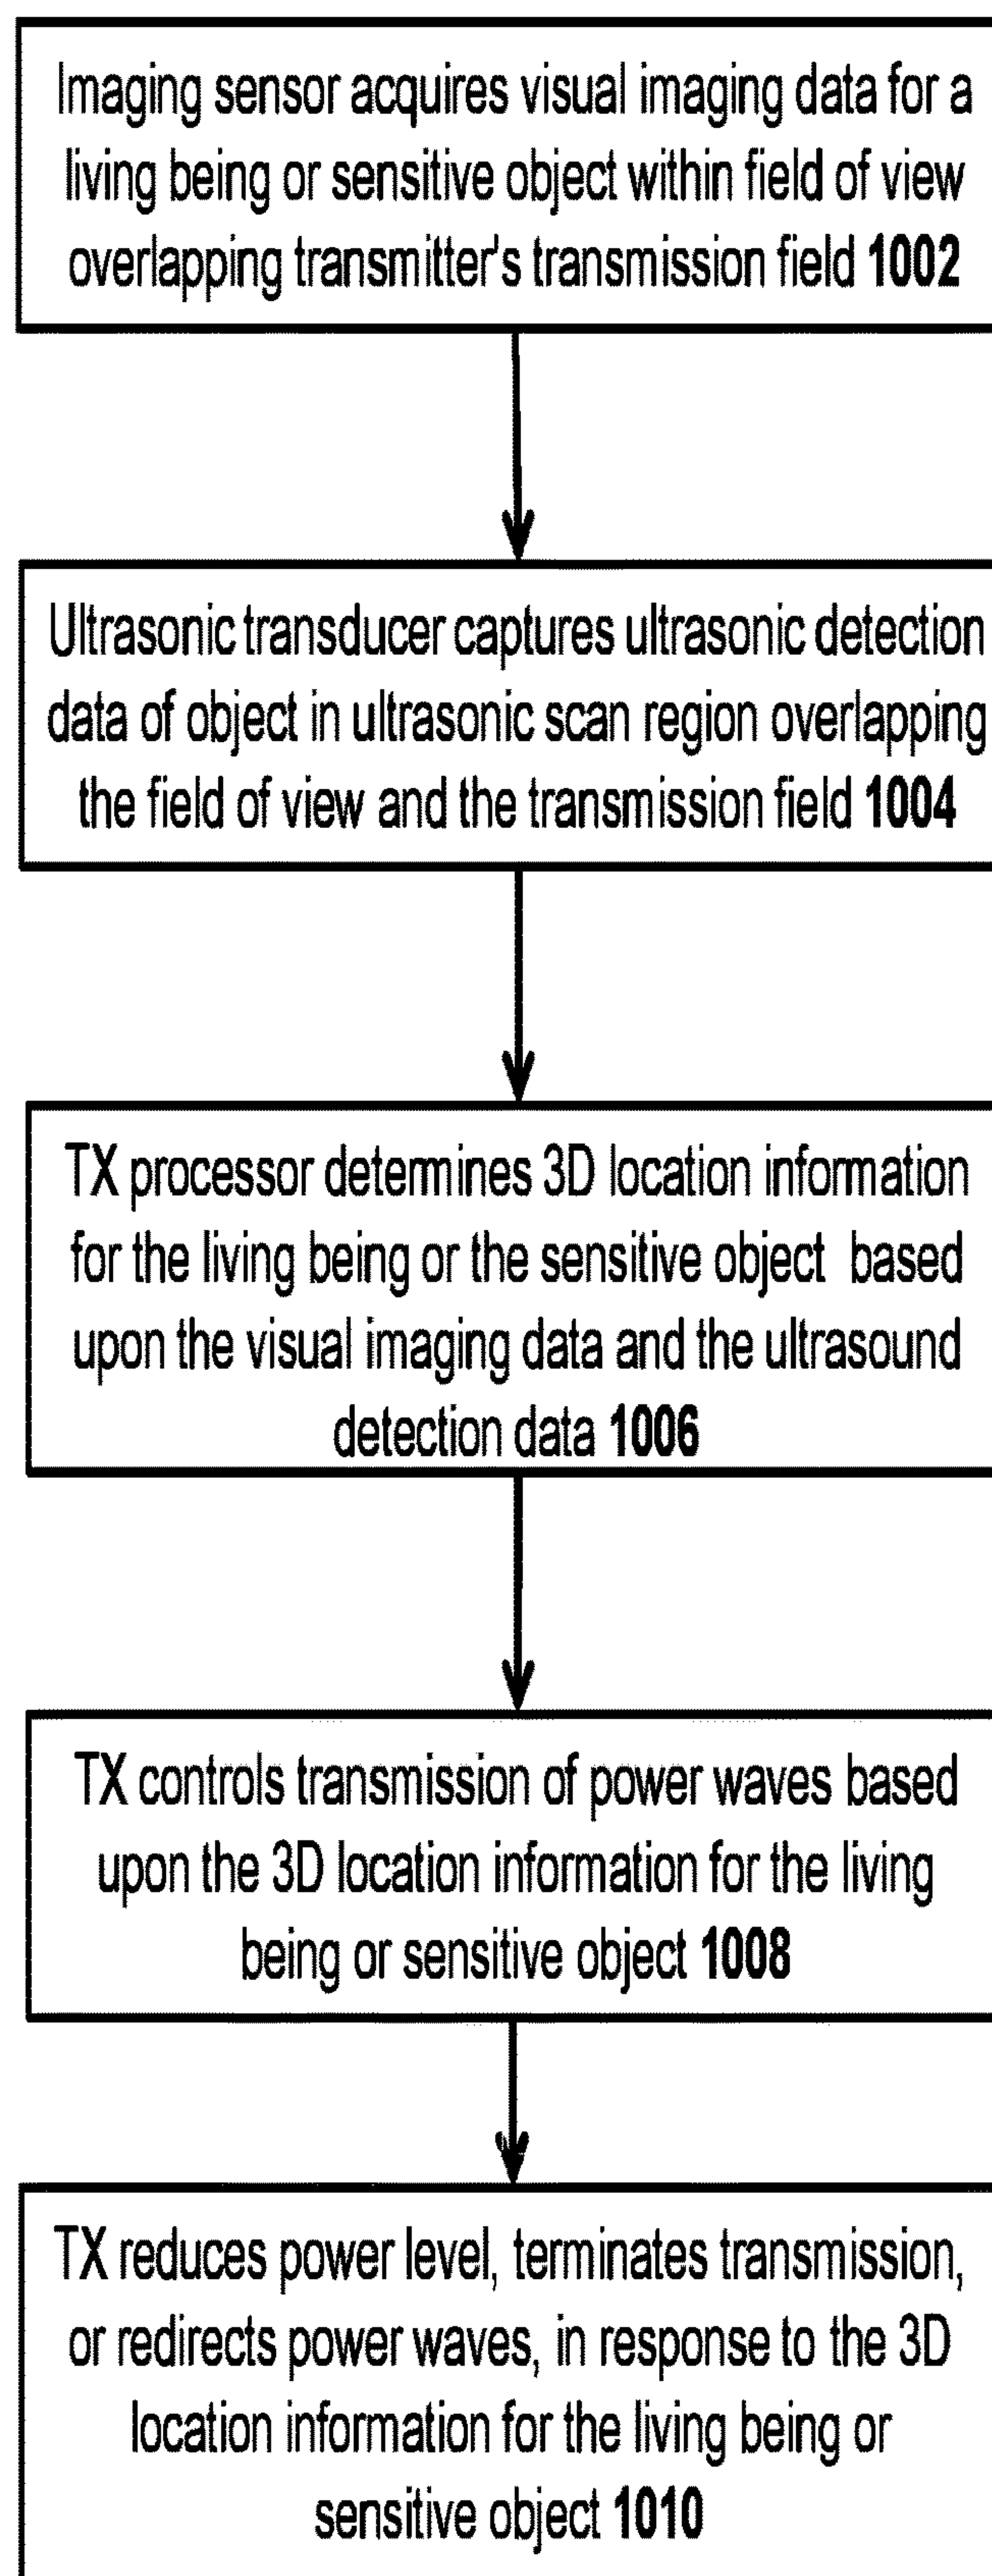 Imaging sensor acquires visual imaging data for a
living being or sensitive object within field of view
overlapping transmitter's transmission field 1002
Ultrasonic transducer captures ultrasonic detection
data of object in ultrasonic scan region overlapping
the field of view and the transmission field 1004
TX processor determines 3D location information
for the living being or the sensitive object based
upon the visual imaging data and the ultrasound
detection data 1006
TX controls transmission of power waves based
upon the 3D location information for the living
being or sensitive object 1008
TX reduces power level, terminates transmission,
or redirects power waves, in response to the 3D
location information for the living being or
sensitive object 1010